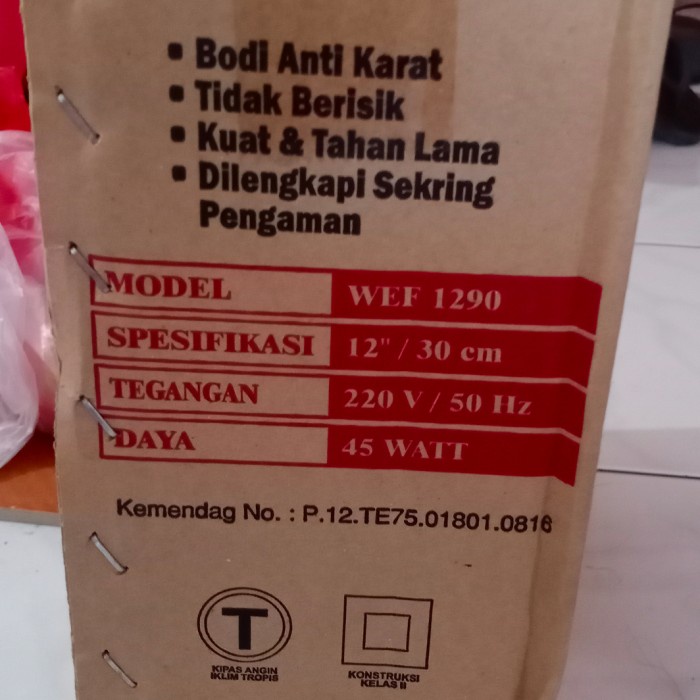 ▪ Bodi Anti Karat
▪ Tidak Berisik
▪ Kuat & Tahan Lama
▪ Dilengkapi Sekring
Pengaman
MODEL WEF 1290
SPESIFIKASI 12" / 30 cm
TEGANGAN 220 V / 50 Hz
DAYA 45 WATT
Kemendag No. : P.12.TE75.01801.0816
T
KIPAS ANGIN
IKLIM TROPIS
KONSTRUKSI
KELAS II